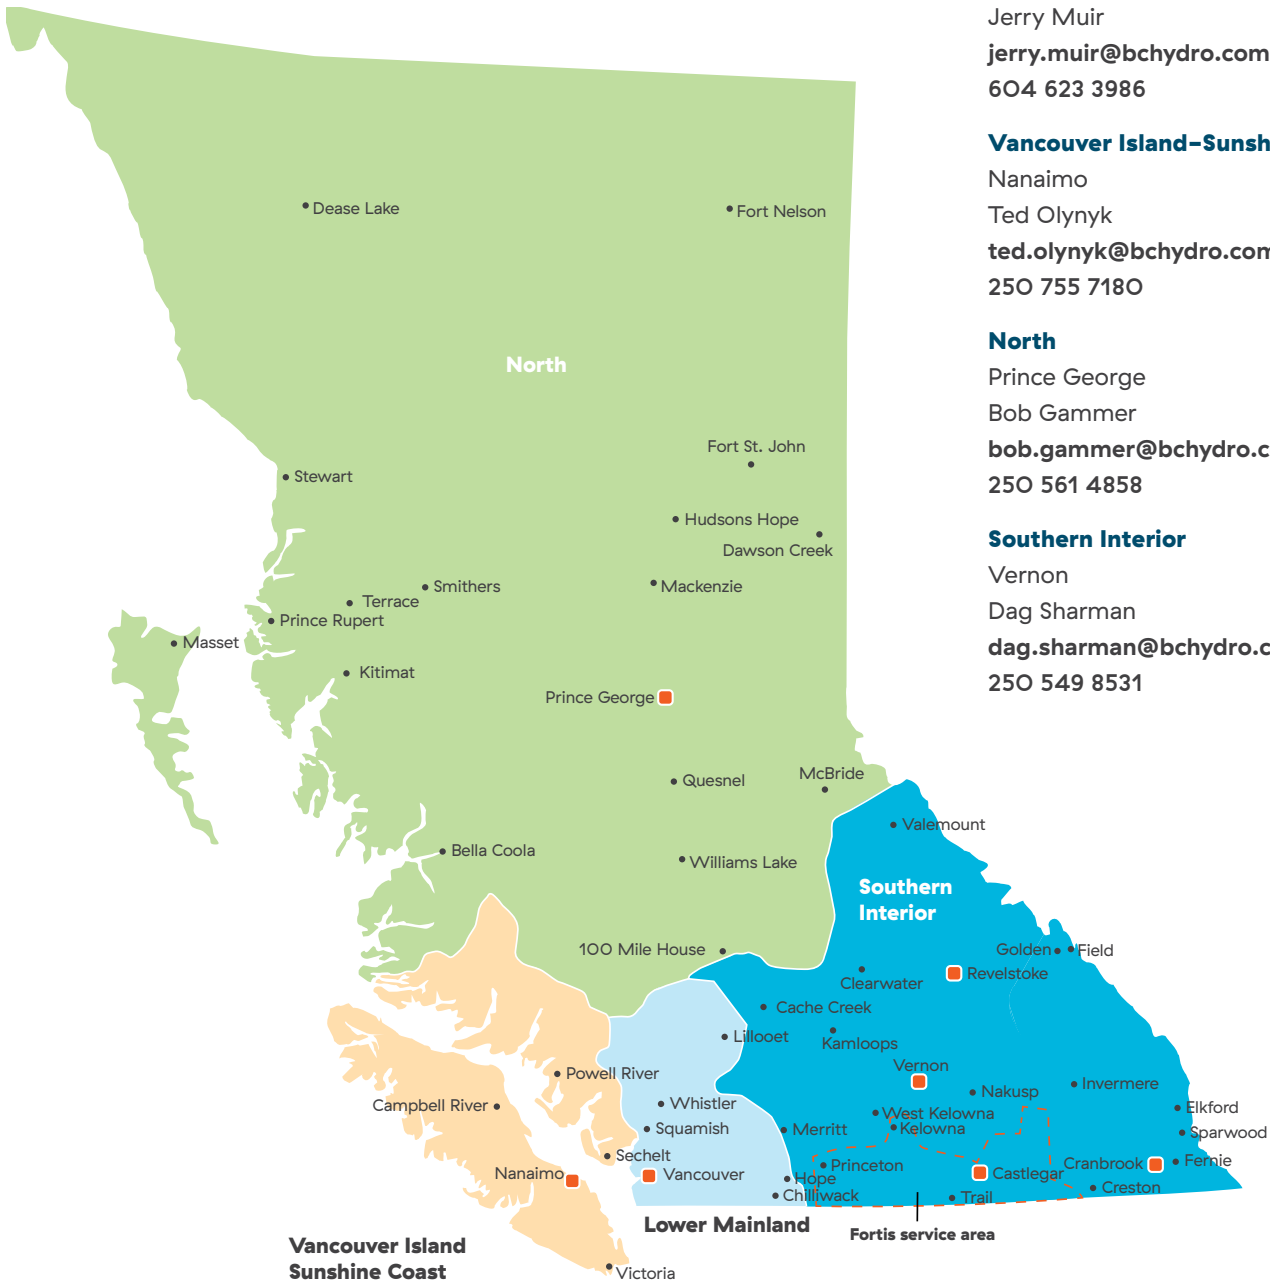 Jerry Muir
jerry.muir@bchydro.com
604 623 3986
Vancouver Island–Sunsh
Nanaimo
Ted Olynyk
ted.olynyk@bchydro.com
250 755 7180
North
Prince George
Bob Gammer
bob.gammer@bchydro.c
250 561 4858
Southern Interior
Vernon
Dag Sharman
dag.sharman@bchydro.c
250 549 8531
Dease Lake
Fort Nelson
North
Fort St. John
Stewart
Hudsons Hope
Dawson Creek
Smithers
Mackenzie
Terrace
Prince Rupert
Masset
Kitimat
Prince George
McBride
Quesnel
Valemount
Bella Coola
Williams Lake
Southern
Interior
100 Mile House
Golden
Field
Revelstoke
Clearwater
Cache Creek
Lillooet
Kamloops
Vernon
Powell River
Invermere
Nakusp
Campbell River
Whistler
Elkford
West Kelowna
Kelowna
Squamish
Merritt
Sparwood
Sechelt
Fernie
Cranbrook
Princeton
Nanaimo
Vancouver
Castlegar
Hope
Creston
Chilliwack
Trail
Lower Mainland
Fortis service area
Vancouver Island
Sunshine Coast
Victoria